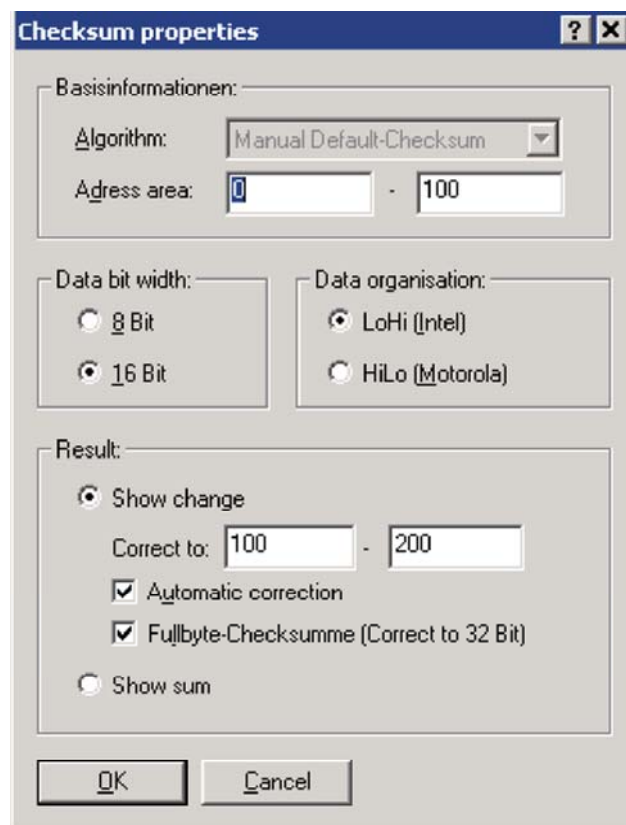 Checksum properties
Basisinformationen:
Algorithm: Manual Default-Checksum
Adress area: 0 - 100
Data bit width:
8 Bit
16 Bit
Data organisation:
LoHi (Intel)
HiLo (Motorola)
Result:
Show change
Correct to: 100 - 200
Automatic correction
Fullbyte-Checksumme (Correct to 32 Bit)
Show sum
OK Cancel